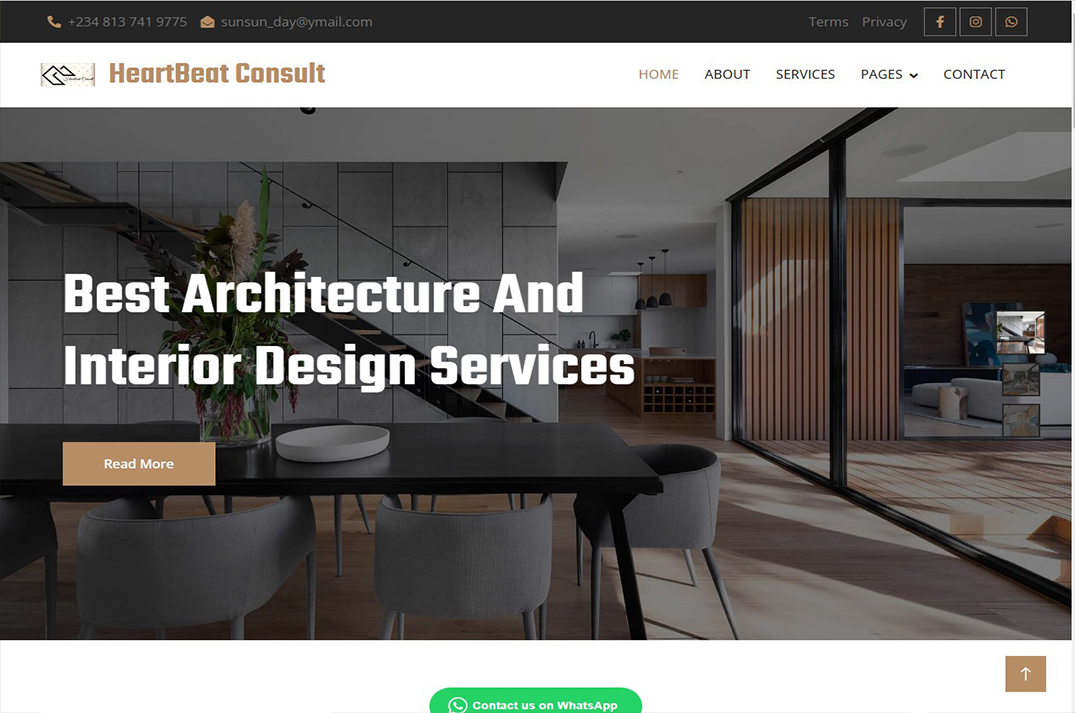 +234 813 741 9775 sunsun_day@ymail.com Terms Privacy
HeartBeat Consult HOME ABOUT SERVICES PAGES CONTACT
Best Architecture And
Interior Design Services
Read More
Contact us on WhatsApp